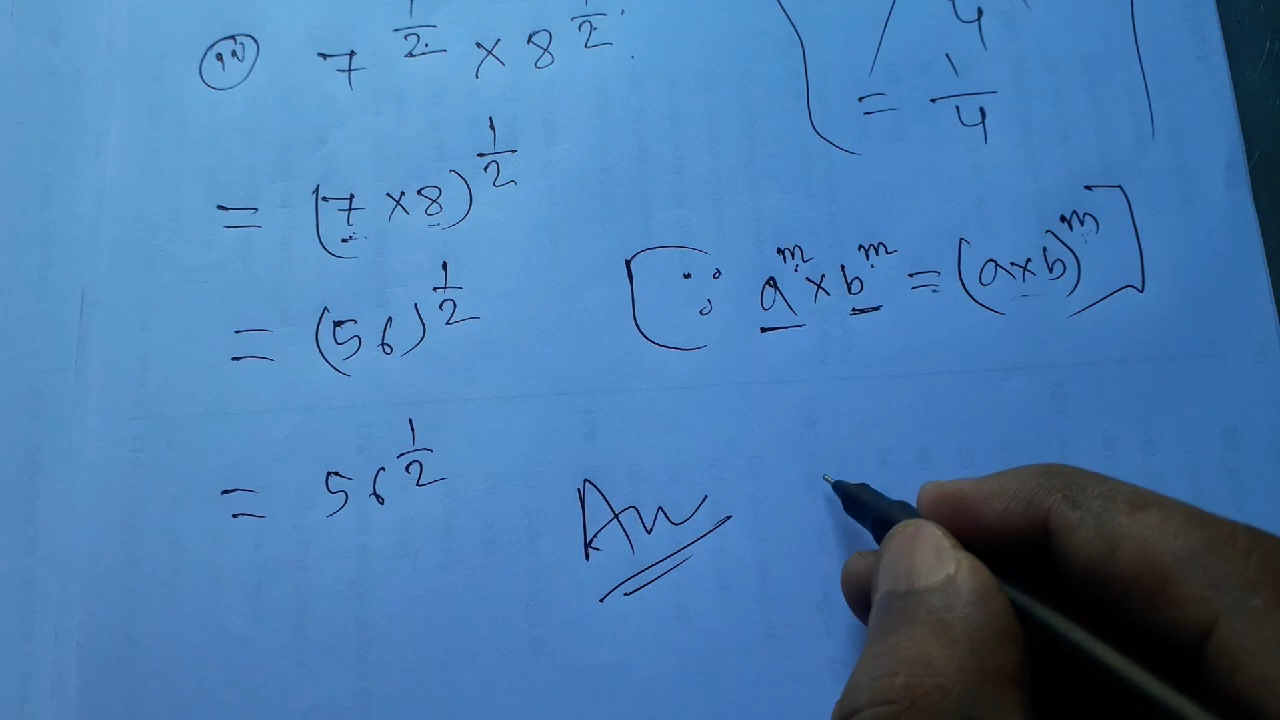 (iv) 7^{1/2} × 8^{1/2}.
/ 4
= 1/4
= (7 × 8)^{1/2}
[∵ a^m × b^m = (a×b)^m]
= (56)^{1/2}
= 56^{1/2}
An